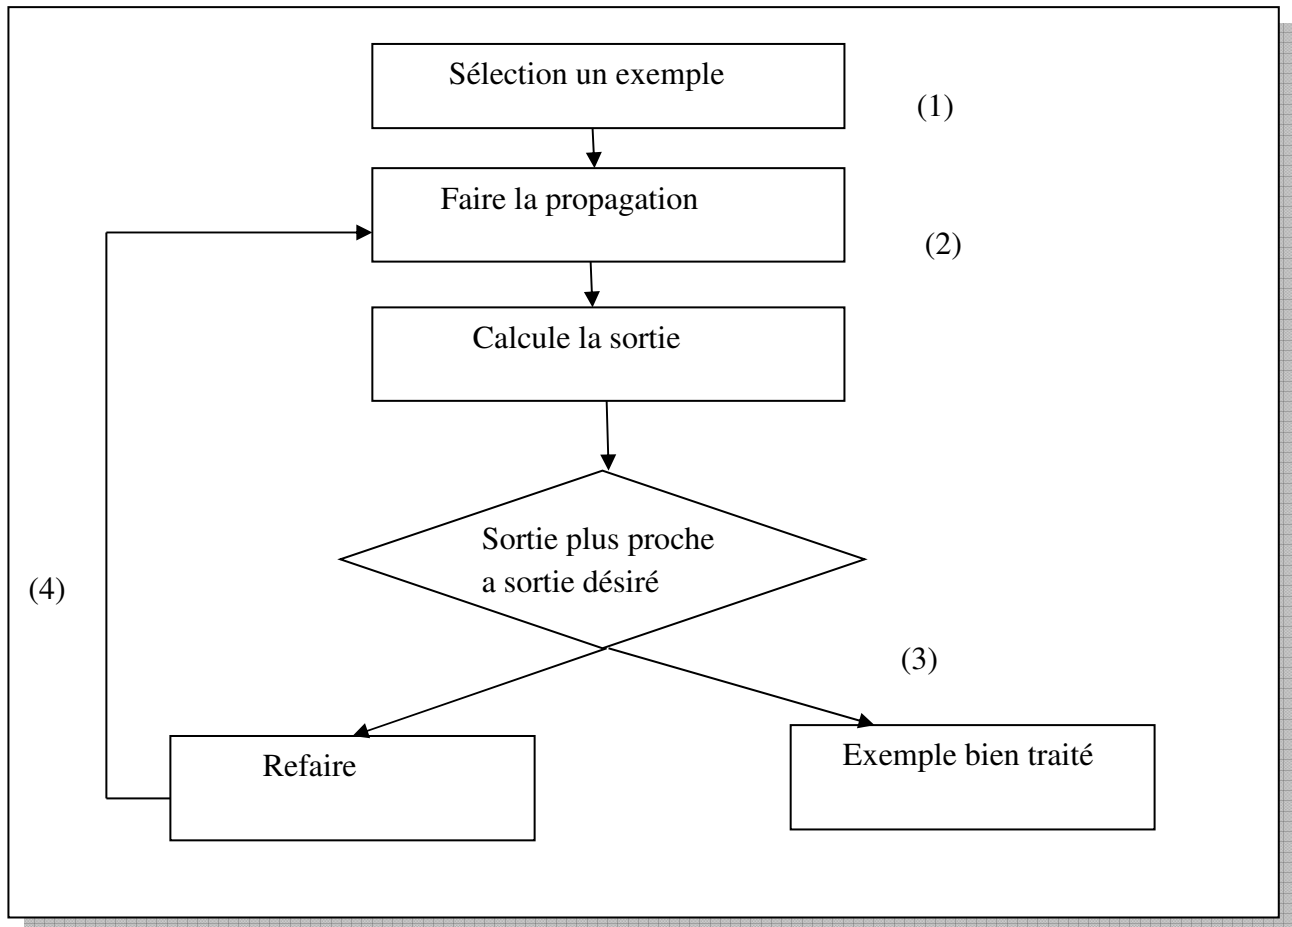 Sélection un exemple
(1)
Faire la propagation
(2)
Calcule la sortie
Sortie plus proche
a sortie désiré
(4)
(3)
Refaire
Exemple bien traité